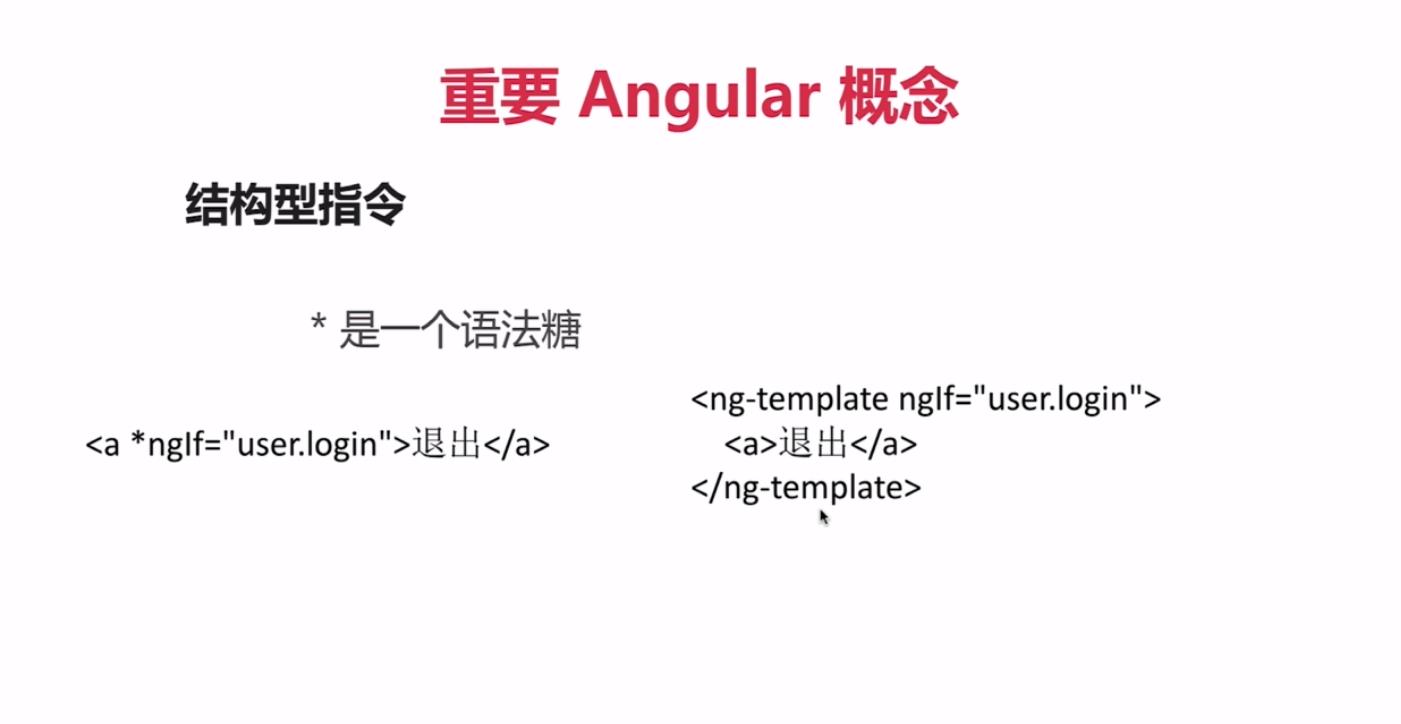 重要 Angular 概念
结构型指令
* 是一个语法糖
<a *ngIf="user.login">退出</a>
<ng-template ngIf="user.login">
<a>退出</a>
</ng-template>